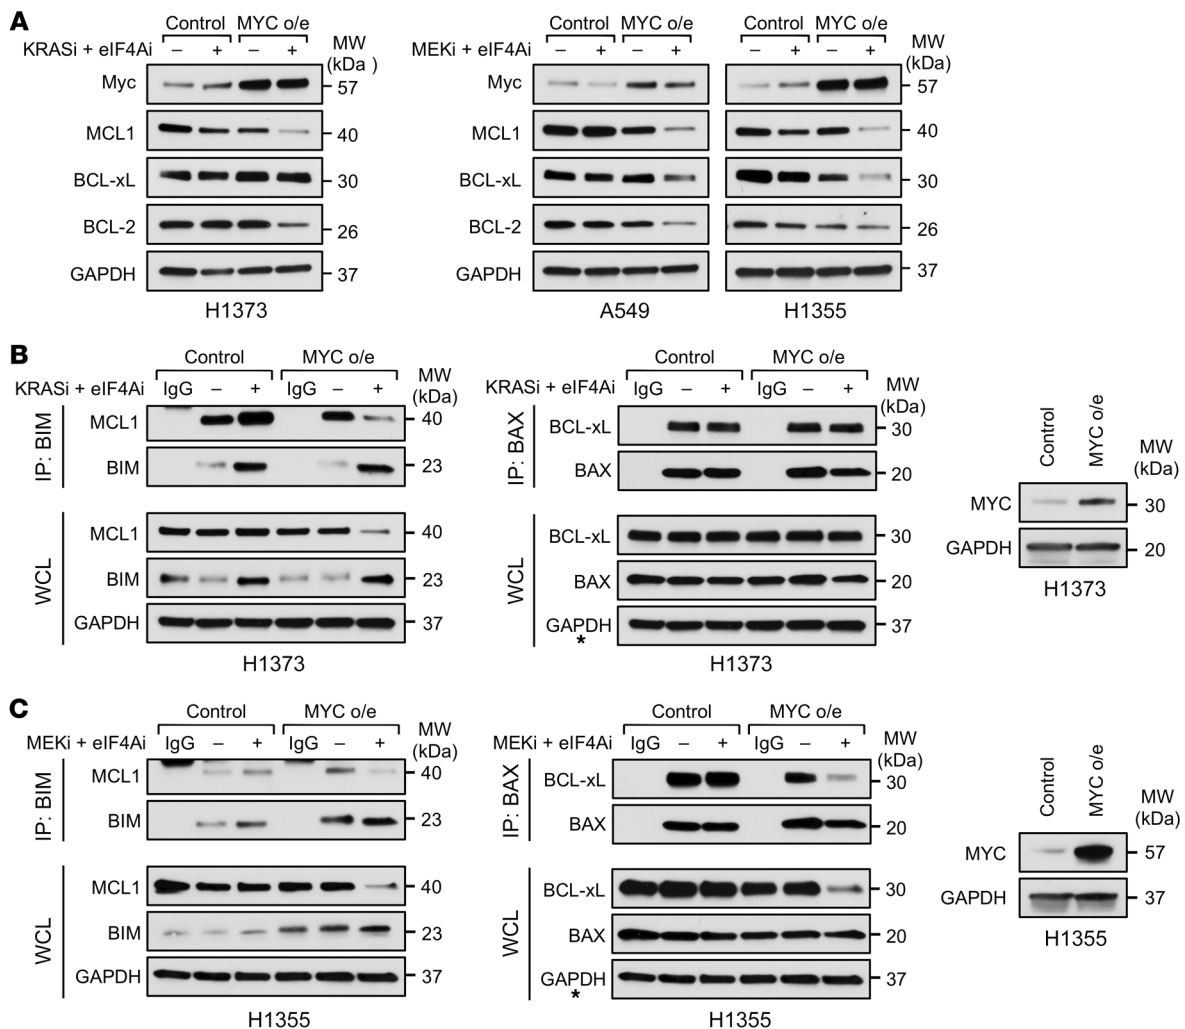 A
Control MYC o/e
KRASi + eIF4Ai – + – + MW
(kDa )
Myc 57
MCL1 40
BCL-xL 30
BCL-2 26
GAPDH 37
H1373
Control MYC o/e Control MYC o/e
MEKi + eIF4Ai – + – + – + – + MW
(kDa)
Myc 57
MCL1 40
BCL-xL 30
BCL-2 26
GAPDH 37
A549 H1355
B
Control MYC o/e
KRASi + eIF4Ai IgG – + IgG – + MW
(kDa)
IP: BIM
MCL1 40
BIM 23
WCL
MCL1 40
BIM 23
GAPDH 37
H1373
Control MYC o/e
KRASi + eIF4Ai IgG – + IgG – + MW
(kDa)
IP: BAX
BCL-xL 30
BAX 20
WCL
BCL-xL 30
BAX 20
GAPDH 37
*
H1373
Control MYC o/e MW
(kDa)
MYC 30
GAPDH 20
H1373
C
Control MYC o/e
MEKi + eIF4Ai IgG – + IgG – + MW
(kDa)
IP: BIM
MCL1 40
BIM 23
WCL
MCL1 40
BIM 23
GAPDH 37
H1355
Control MYC o/e
MEKi + eIF4Ai IgG – + IgG – + MW
(kDa)
IP: BAX
BCL-xL 30
BAX 20
WCL
BCL-xL 30
BAX 20
GAPDH 37
*
H1355
Control MYC o/e MW
(kDa)
MYC 57
GAPDH 37
H1355